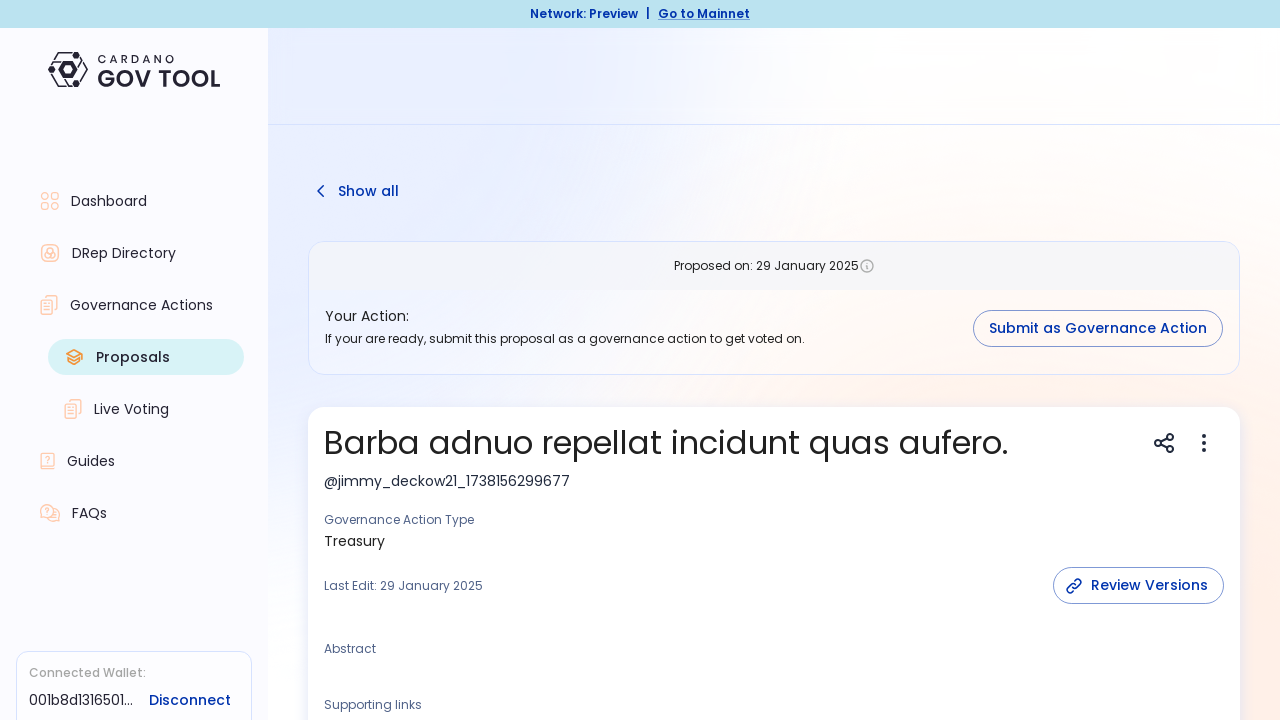 Network: Preview | Go to Mainnet
CARDANO
GOV TOOL
Dashboard
DRep Directory
Governance Actions
Proposals
Live Voting
Guides
FAQs
Connected Wallet:
001b8d1316501... Disconnect
Show all
Proposed on: 29 January 2025
Your Action:
If your are ready, submit this proposal as a governance action to get voted on.
Submit as Governance Action
Barba adnuo repellat incidunt quas aufero.
@jimmy_deckow21_1738156299677
Governance Action Type
Treasury
Last Edit: 29 January 2025
Review Versions
Abstract
Supporting links